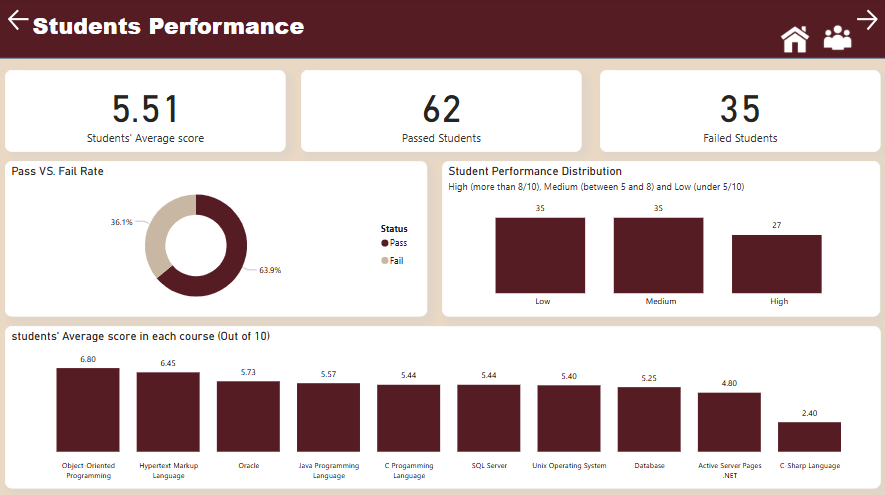 Students Performance
5.51
Students' Average score
62
Passed Students
35
Failed Students
Pass VS. Fail Rate
36.1%
63.9%
Status
Pass
Fail
Student Performance Distribution
High (more than 8/10), Medium (between 5 and 8) and Low (under 5/10)
35
35
27
Low
Medium
High
students' Average score in each course (Out of 10)
6.80
6.45
5.73
5.57
5.44
5.44
5.40
5.25
4.80
2.40
Object-Oriented
Programming
Hypertext Markup
Language
Oracle
Java Programming
Language
C Progamming
Language
SQL Server
Unix Operating System
Database
Active Server Pages
.NET
C-Sharp Language